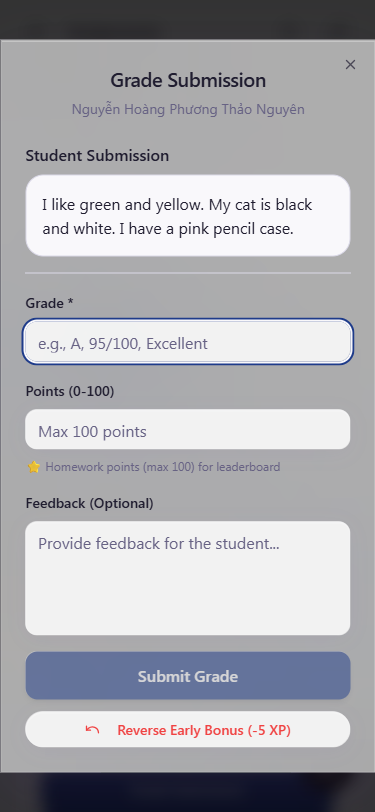 Grade Submission
Nguyễn Hoàng Phương Thảo Nguyên
Student Submission
I like green and yellow. My cat is black
and white. I have a pink pencil case.
Grade *
e.g., A, 95/100, Excellent
Points (0-100)
Max 100 points
⭐ Homework points (max 100) for leaderboard
Feedback (Optional)
Provide feedback for the student...
Submit Grade
Reverse Early Bonus (-5 XP)